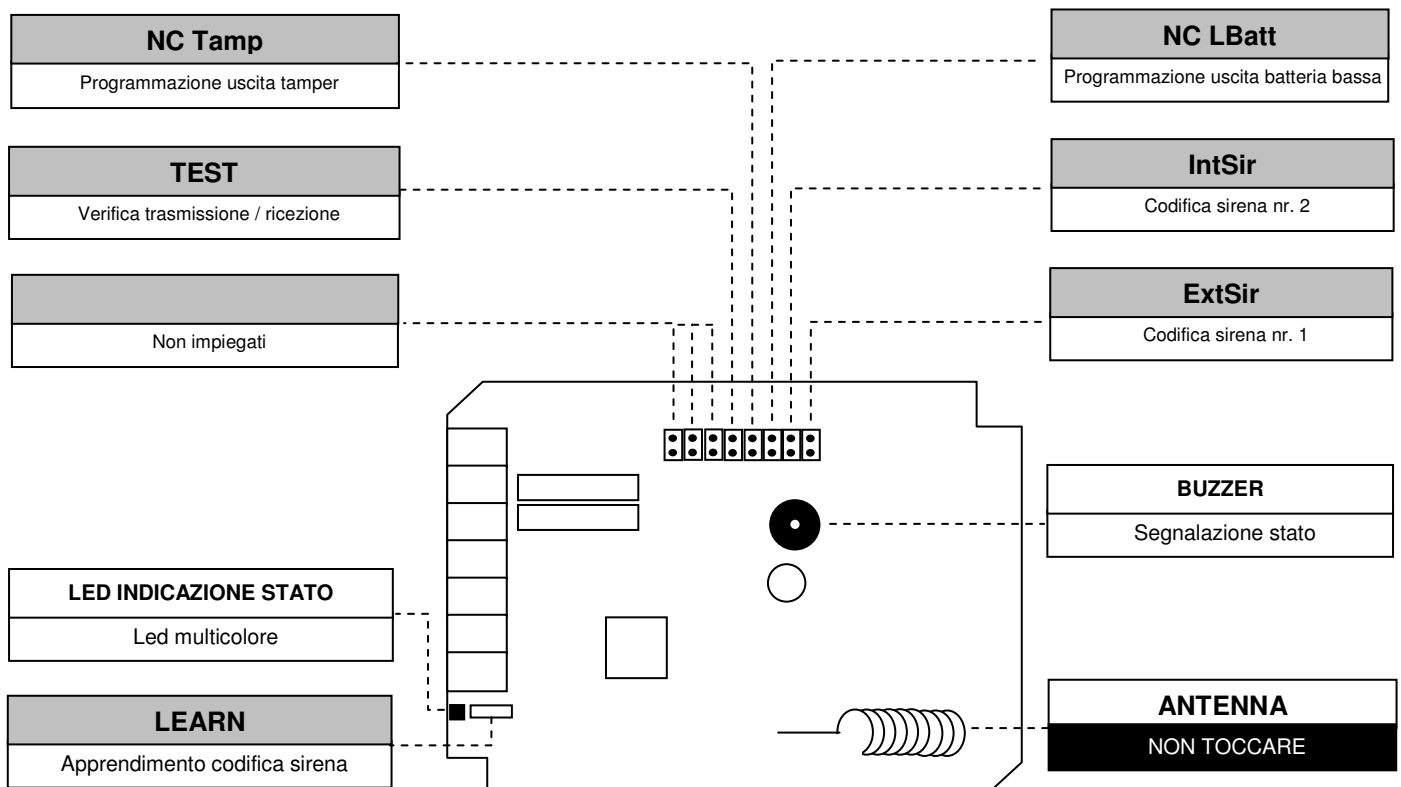 NC Tamp
Programmazione uscita tamper
NC LBatt
Programmazione uscita batteria bassa
TEST
Verifica trasmissione / ricezione
IntSir
Codifica sirena nr. 2
Non impiegati
ExtSir
Codifica sirena nr. 1
BUZZER
Segnalazione stato
LED INDICAZIONE STATO
Led multicolore
LEARN
Apprendimento codifica sirena
ANTENNA
NON TOCCARE